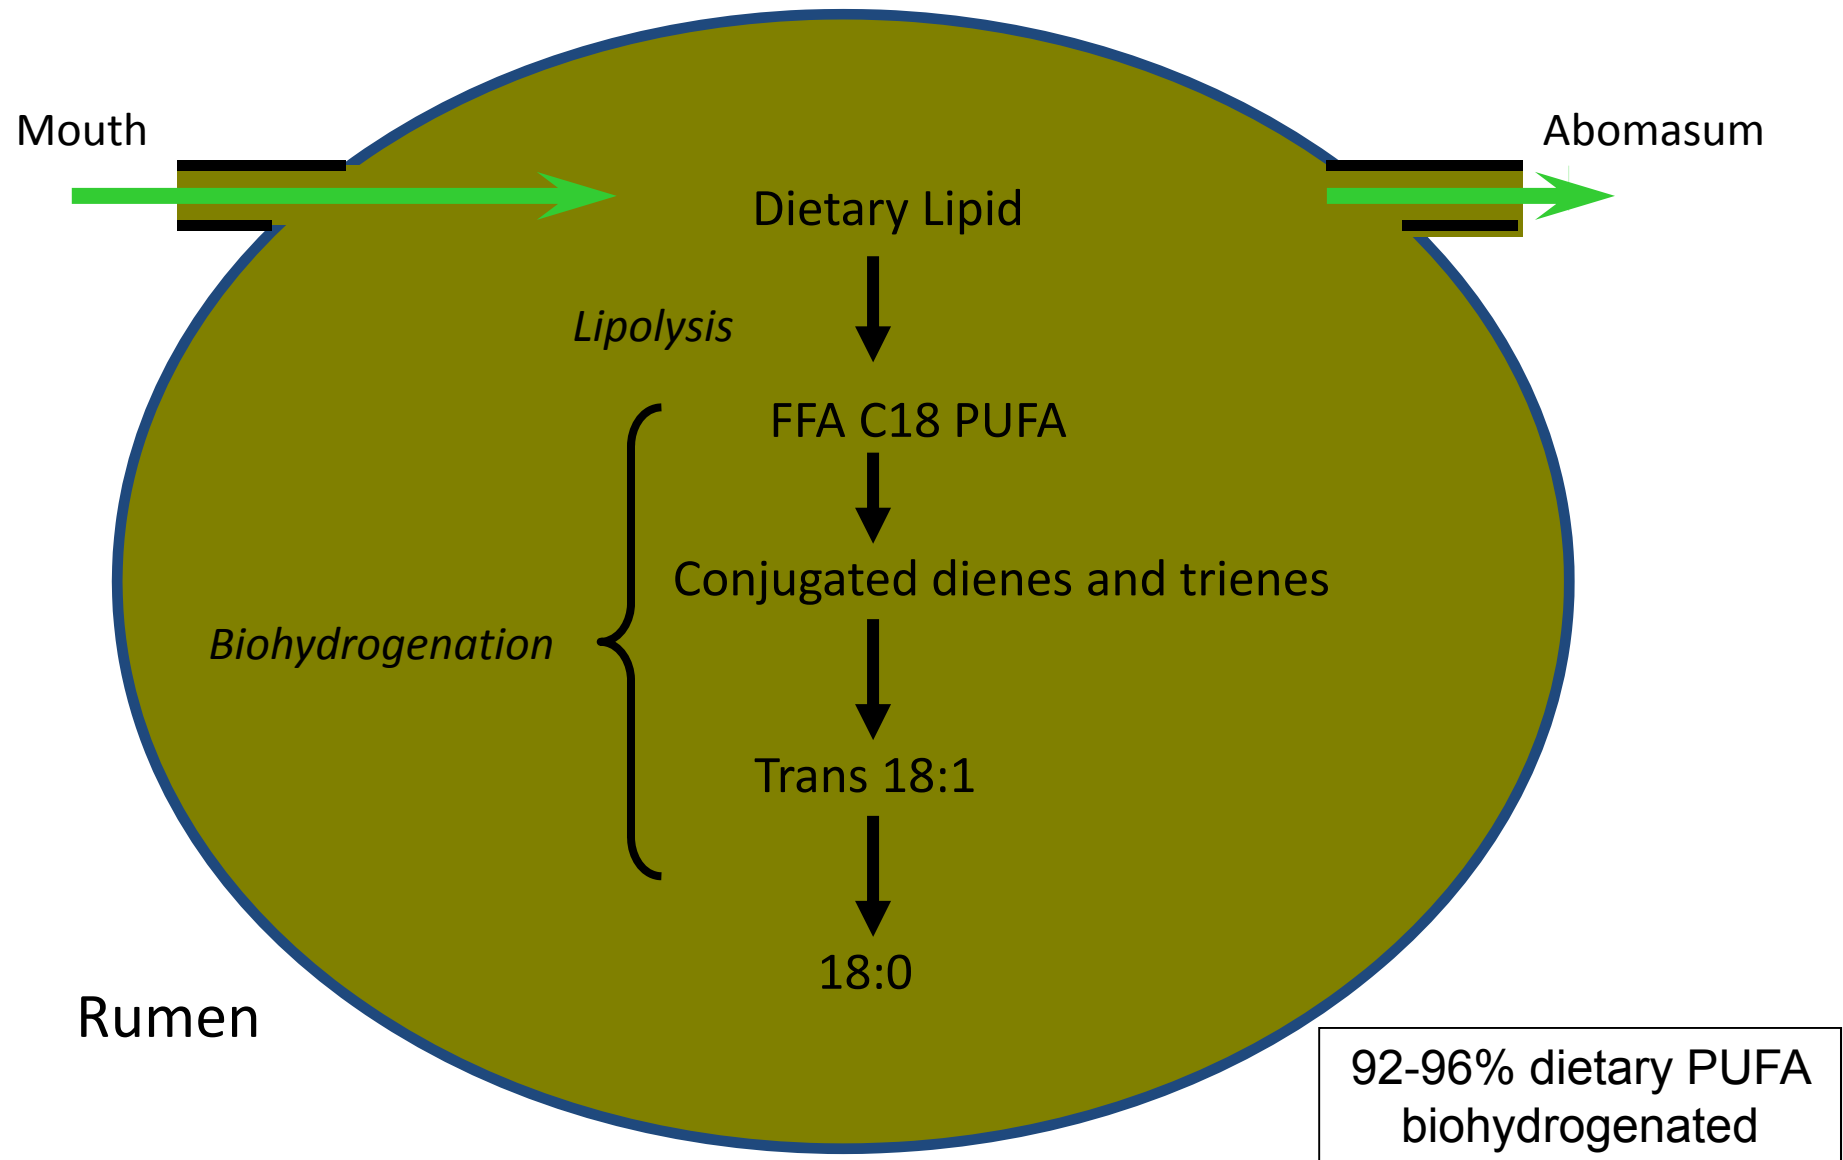 Mouth
Abomasum
Dietary Lipid
Lipolysis
FFA C18 PUFA
Conjugated dienes and trienes
Biohydrogenation
Trans 18:1
18:0
Rumen
92-96% dietary PUFA
biohydrogenated